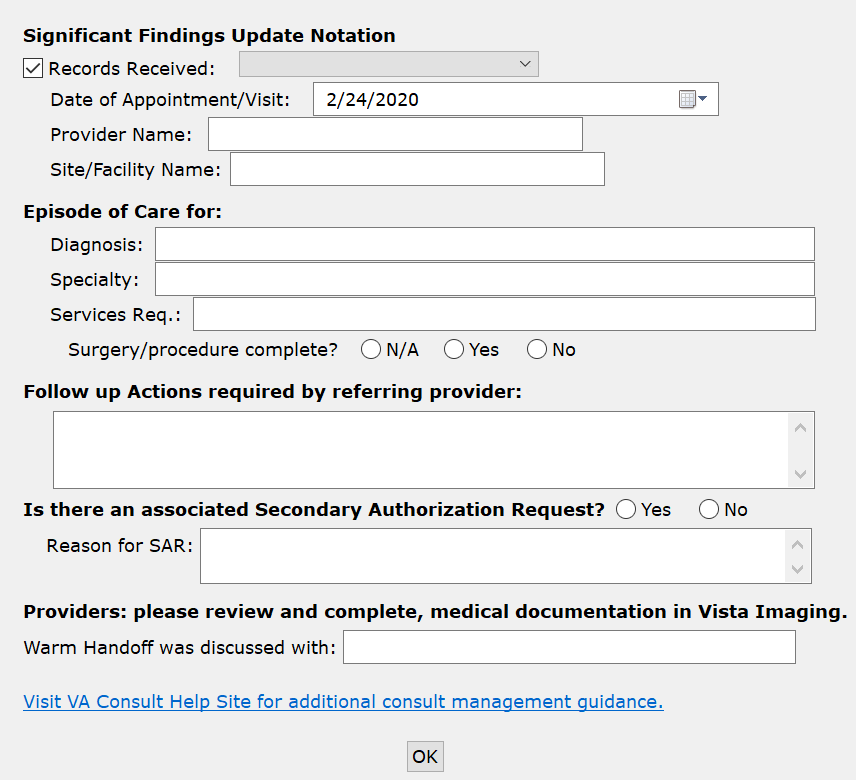 Significant Findings Update Notation
Records Received:
Date of Appointment/Visit: 2/24/2020
Provider Name:
Site/Facility Name:
Episode of Care for:
Diagnosis:
Specialty:
Services Req.:
Surgery/procedure complete? N/A Yes No
Follow up Actions required by referring provider:
Is there an associated Secondary Authorization Request? Yes No
Reason for SAR:
Providers: please review and complete, medical documentation in Vista Imaging.
Warm Handoff was discussed with:
Visit VA Consult Help Site for additional consult management guidance.
OK